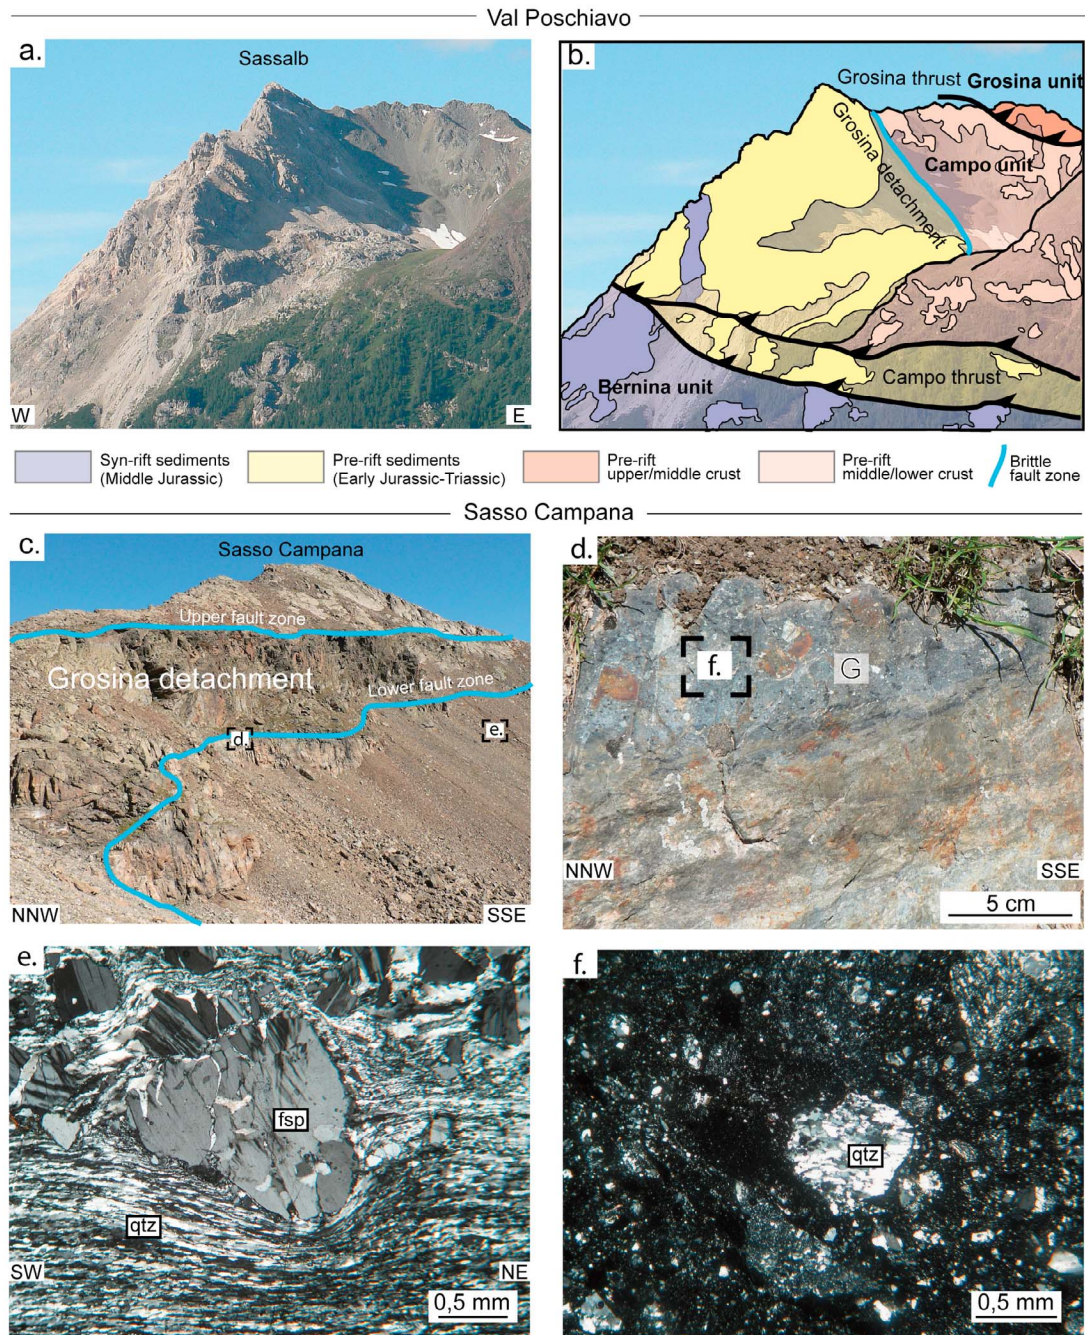 Val Poschiavo
a.
Sassalb
W
E
b.
Grosina thrust
Grosina unit
Grosina detachment
Campo unit
Bernina unit
Campo thrust
Syn-rift sediments
(Middle Jurassic)
Pre-rift sediments
(Early Jurassic-Triassic)
Pre-rift
upper/middle crust
Pre-rift
middle/lower crust
Brittle
fault zone
Sasso Campana
c.
Sasso Campana
Upper fault zone
Grosina detachment
Lower fault zone
d.
e.
NNW
SSE
d.
f.
G
NNW
SSE
5 cm
e.
fsp
qtz
SW
NE
0,5 mm
f.
qtz
0,5 mm